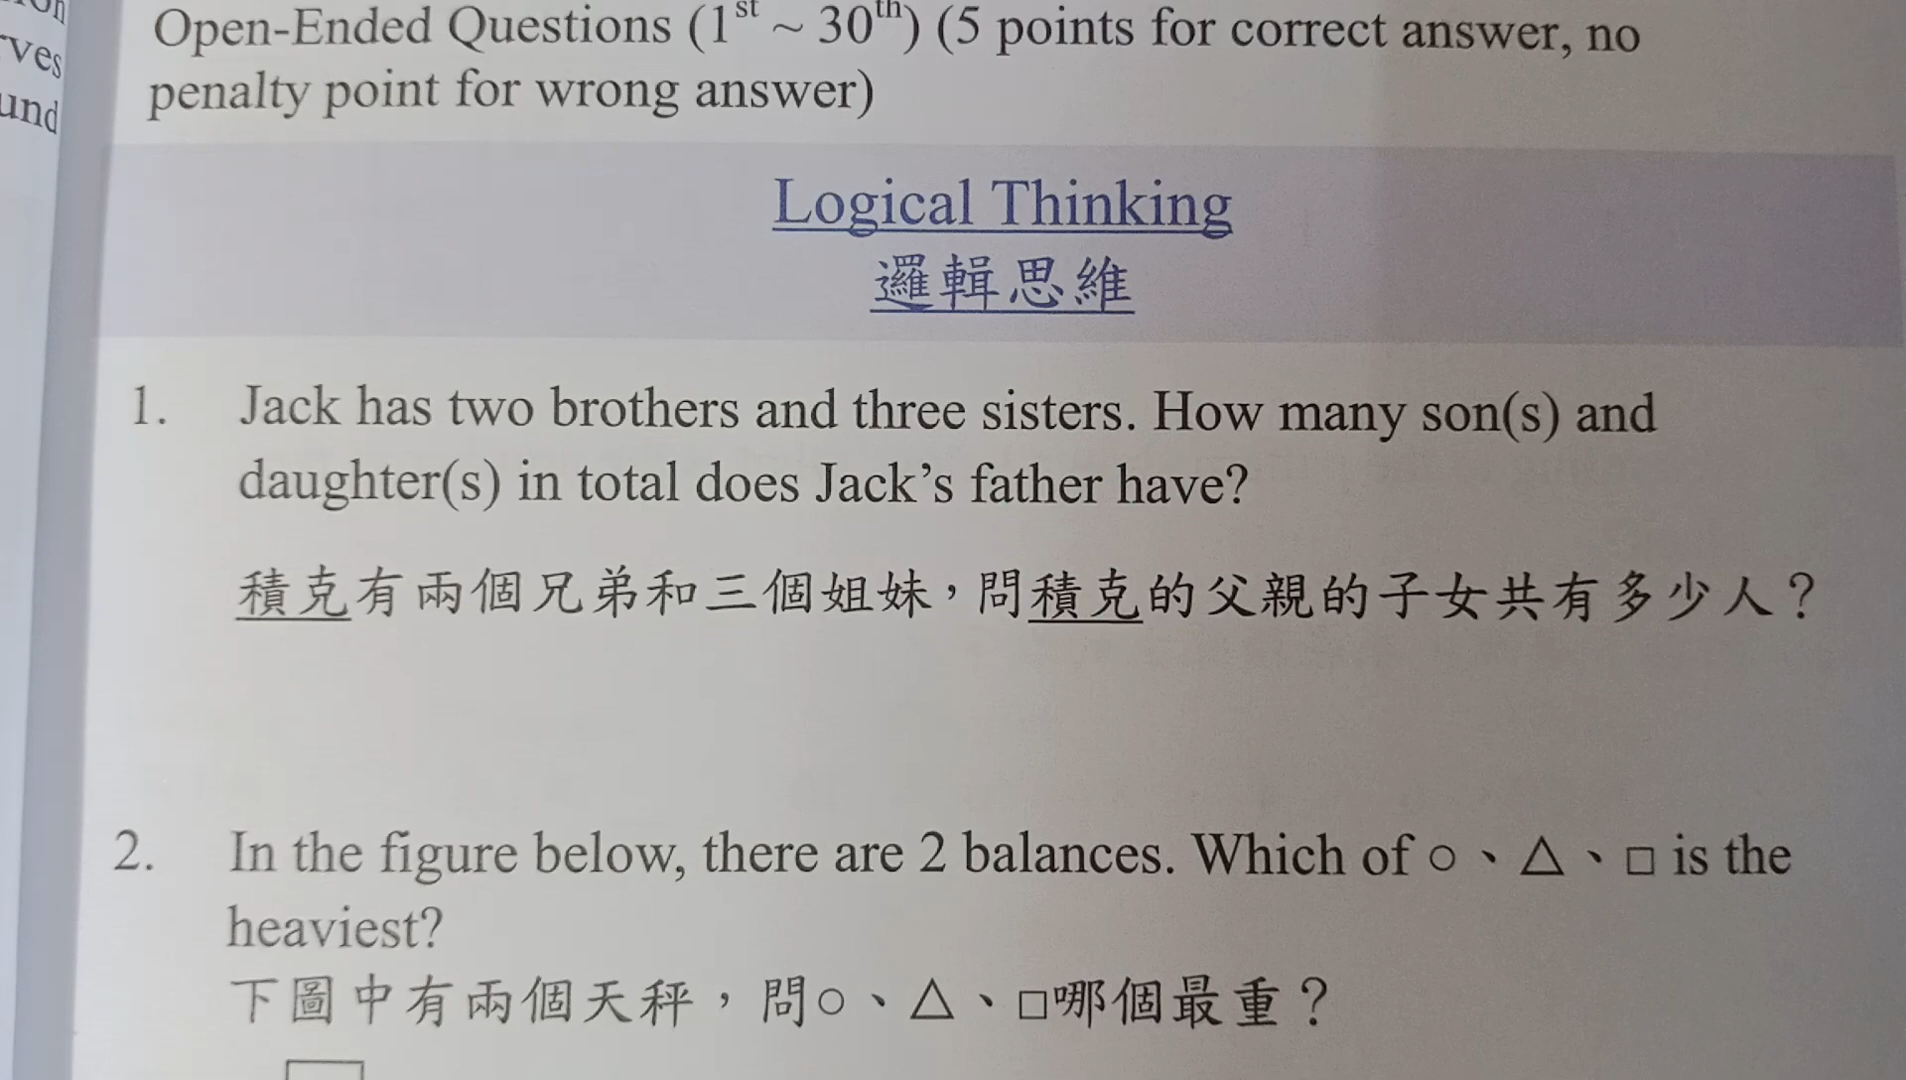 ves
und
Open-Ended Questions (1st ~ 30th) (5 points for correct answer, no
penalty point for wrong answer)
Logical Thinking
邏輯思維
1. Jack has two brothers and three sisters. How many son(s) and
daughter(s) in total does Jack’s father have?
積克有兩個兄弟和三個姐妹，問積克的父親的子女共有多少人？
2. In the figure below, there are 2 balances. Which of ○、△、□ is the
heaviest?
下圖中有兩個天秤，問○、△、□哪個最重？